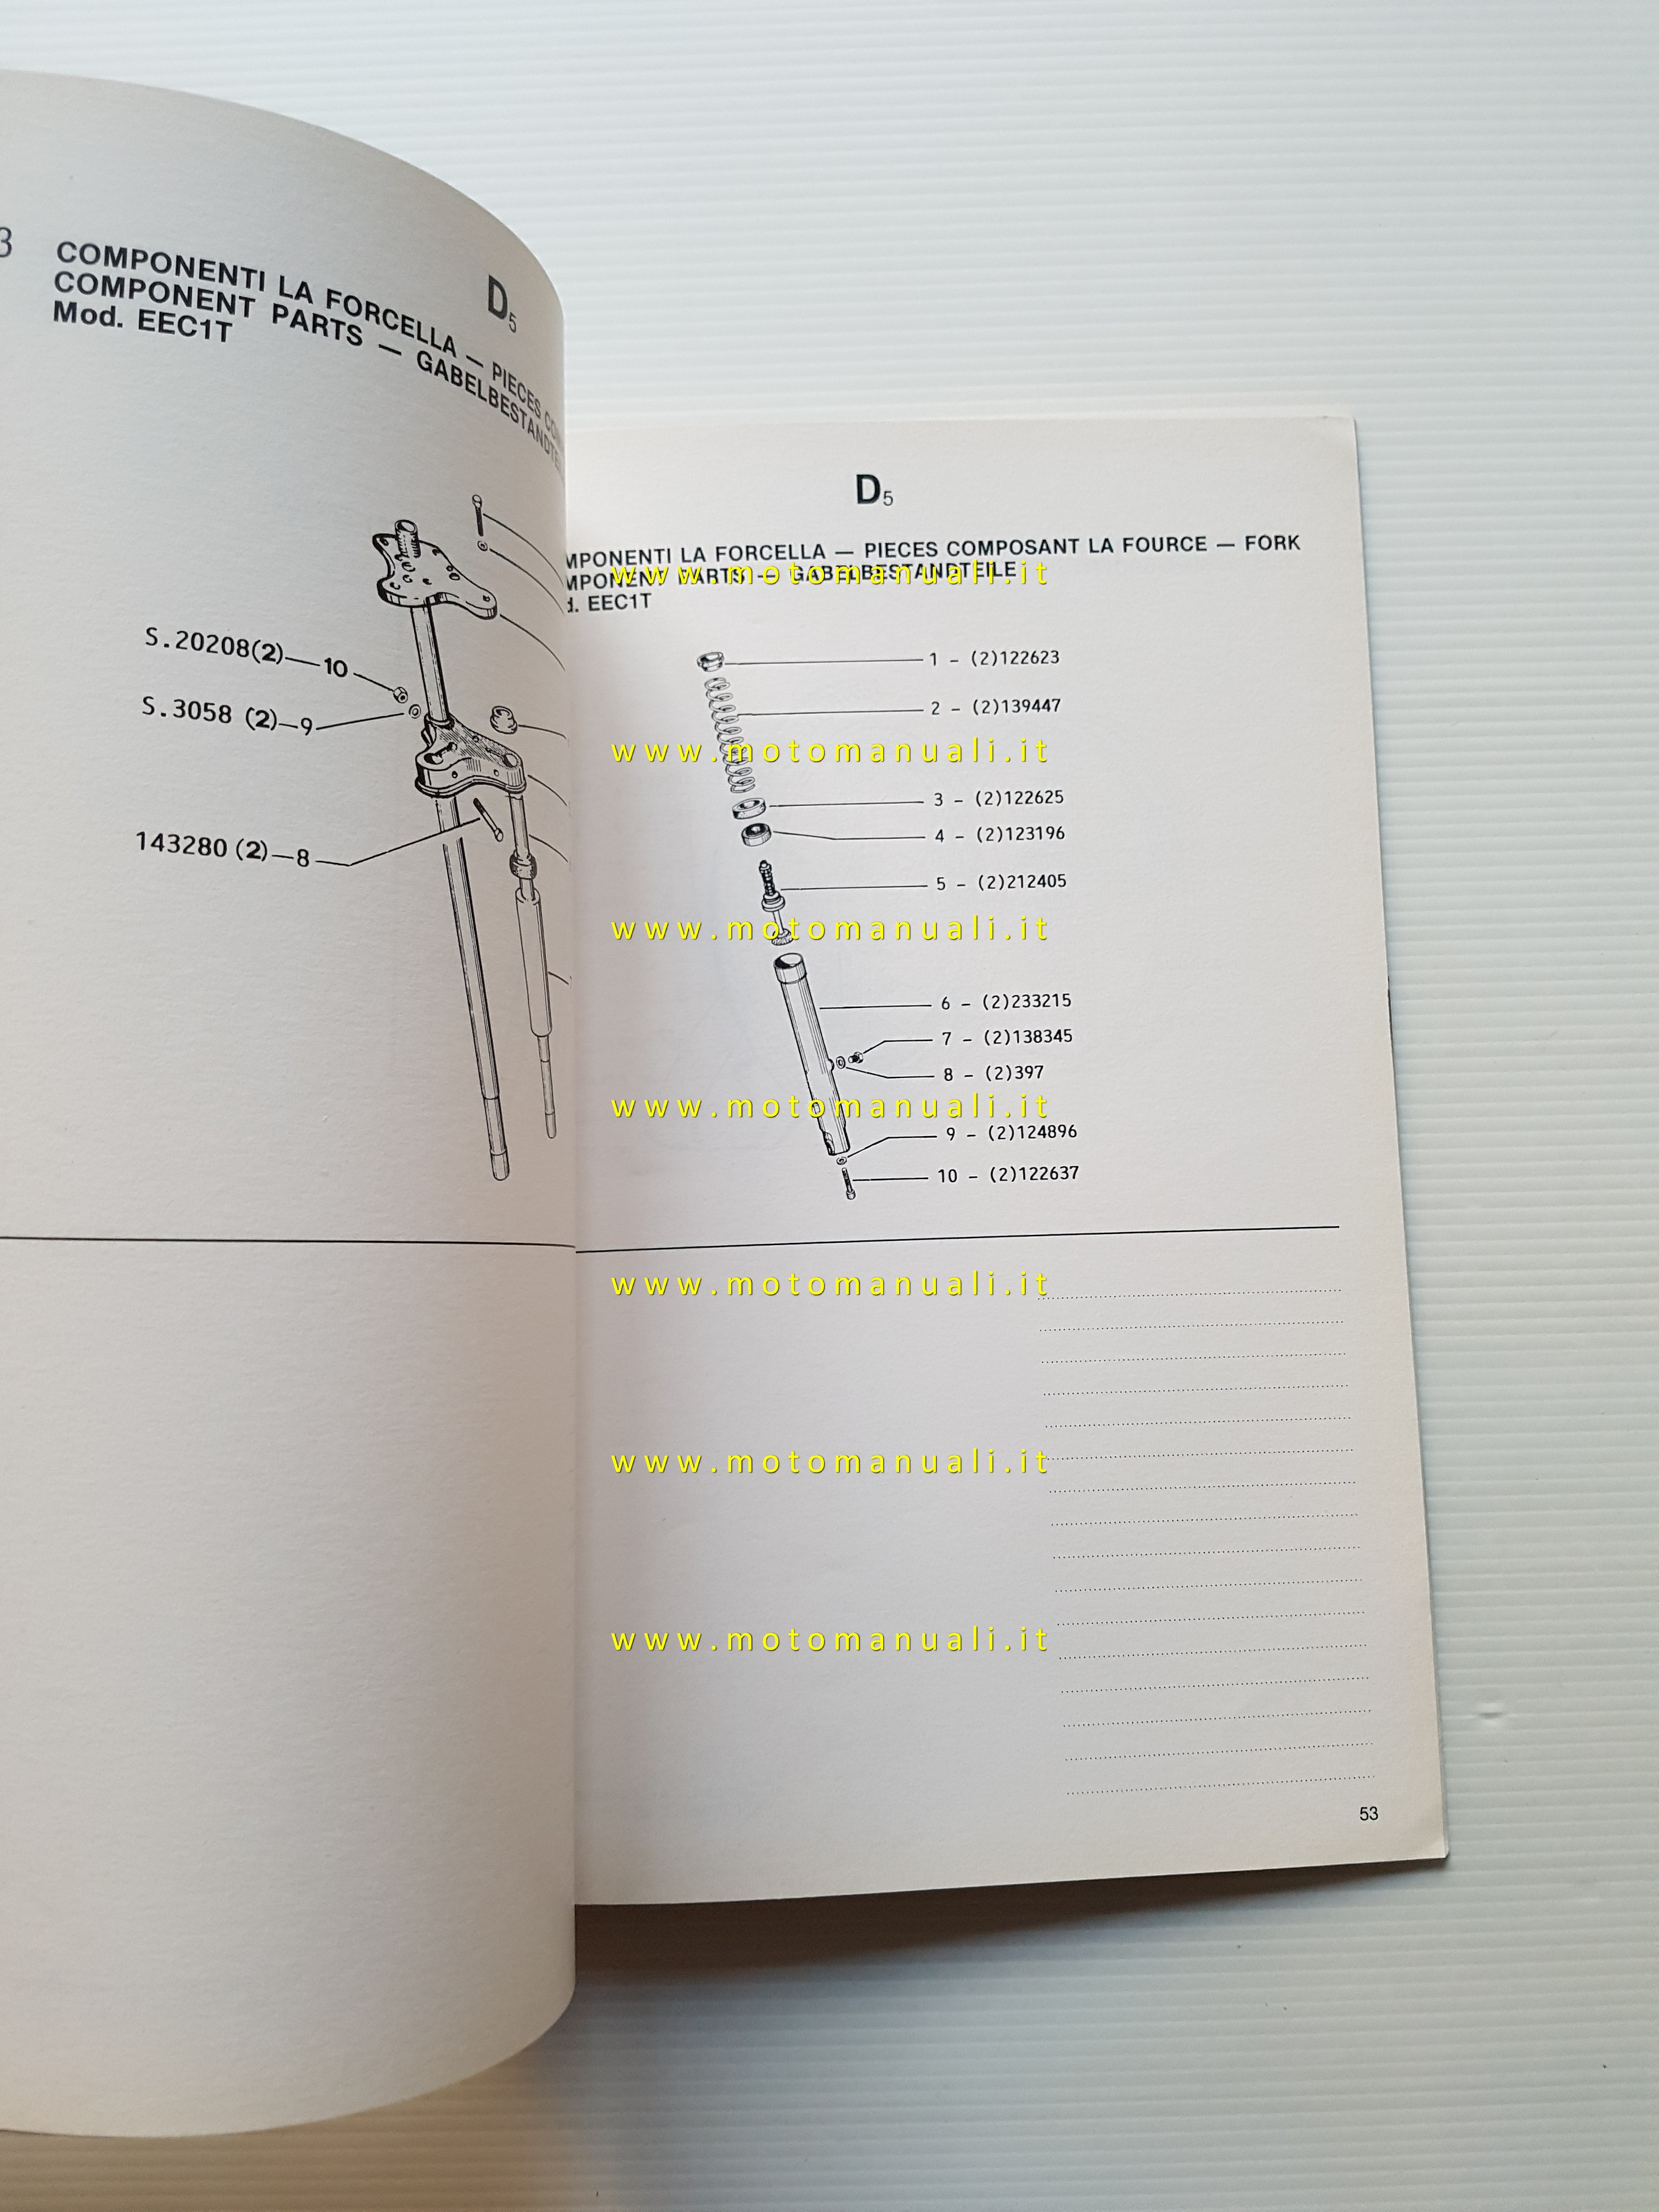 3
D5
COMPONENTI LA FORCELLA — PIECES
COMPONENT PARTS — GABELBESTANDTEI
Mod. EEC1T
S.20208(2)—10
S.3058 (2)—9
143280 (2)—8
D5
MPONENTI LA FORCELLA — PIECES COMPOSANT LA FOURCE — FORK
MPONENT PARTS — GABELBESTANDTEILE
d. EEC1T
1 - (2)122623
2 - (2)139447
3 - (2)122625
4 - (2)123196
5 - (2)212405
6 - (2)233215
7 - (2)138345
8 - (2)397
9 - (2)124896
10 - (2)122637
53
www.motomanuali.it
www.motomanuali.it
www.motomanuali.it
www.motomanuali.it
www.motomanuali.it
www.motomanuali.it
www.motomanuali.it